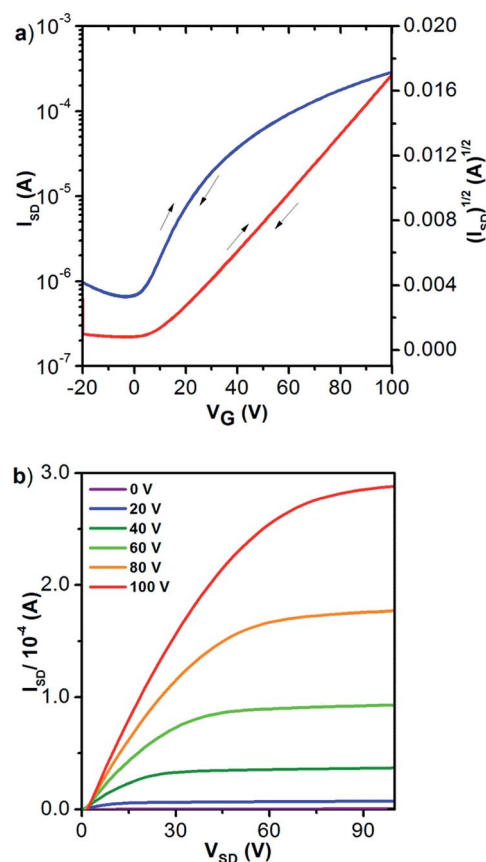 a)
10⁻³
10⁻⁴
10⁻⁵
10⁻⁶
10⁻⁷
I_SD (A)
0.020
0.016
0.012
0.008
0.004
0.000
(I_SD)^1/2 (A)^1/2
-20 0 20 40 60 80 100
V_G (V)
b)
3.0
2.0
1.0
0.0
I_SD/ 10⁻⁴ (A)
0 V
20 V
40 V
60 V
80 V
100 V
0 30 60 90
V_SD (V)